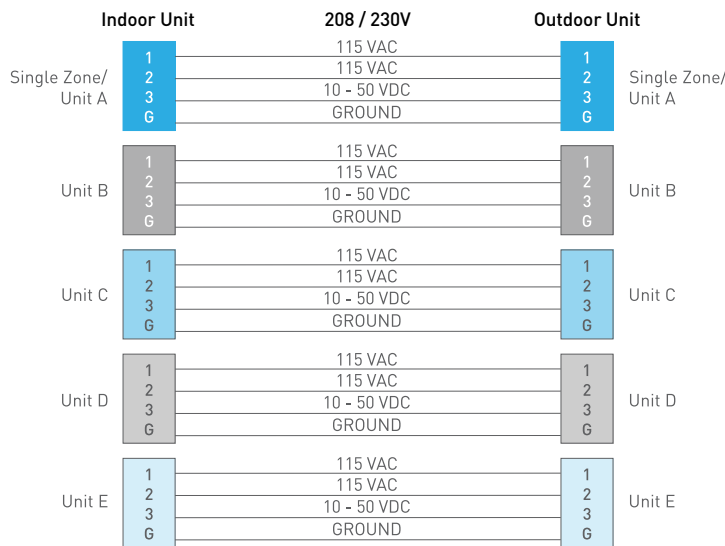 Indoor Unit 208 / 230V Outdoor Unit
Single Zone/
Unit A
1
2
3
G
115 VAC
115 VAC
10 - 50 VDC
GROUND
1
2
3
G
Single Zone/
Unit A
Unit B
1
2
3
G
115 VAC
115 VAC
10 - 50 VDC
GROUND
1
2
3
G
Unit B
Unit C
1
2
3
G
115 VAC
115 VAC
10 - 50 VDC
GROUND
1
2
3
G
Unit C
Unit D
1
2
3
G
115 VAC
115 VAC
10 - 50 VDC
GROUND
1
2
3
G
Unit D
Unit E
1
2
3
G
115 VAC
115 VAC
10 - 50 VDC
GROUND
1
2
3
G
Unit E